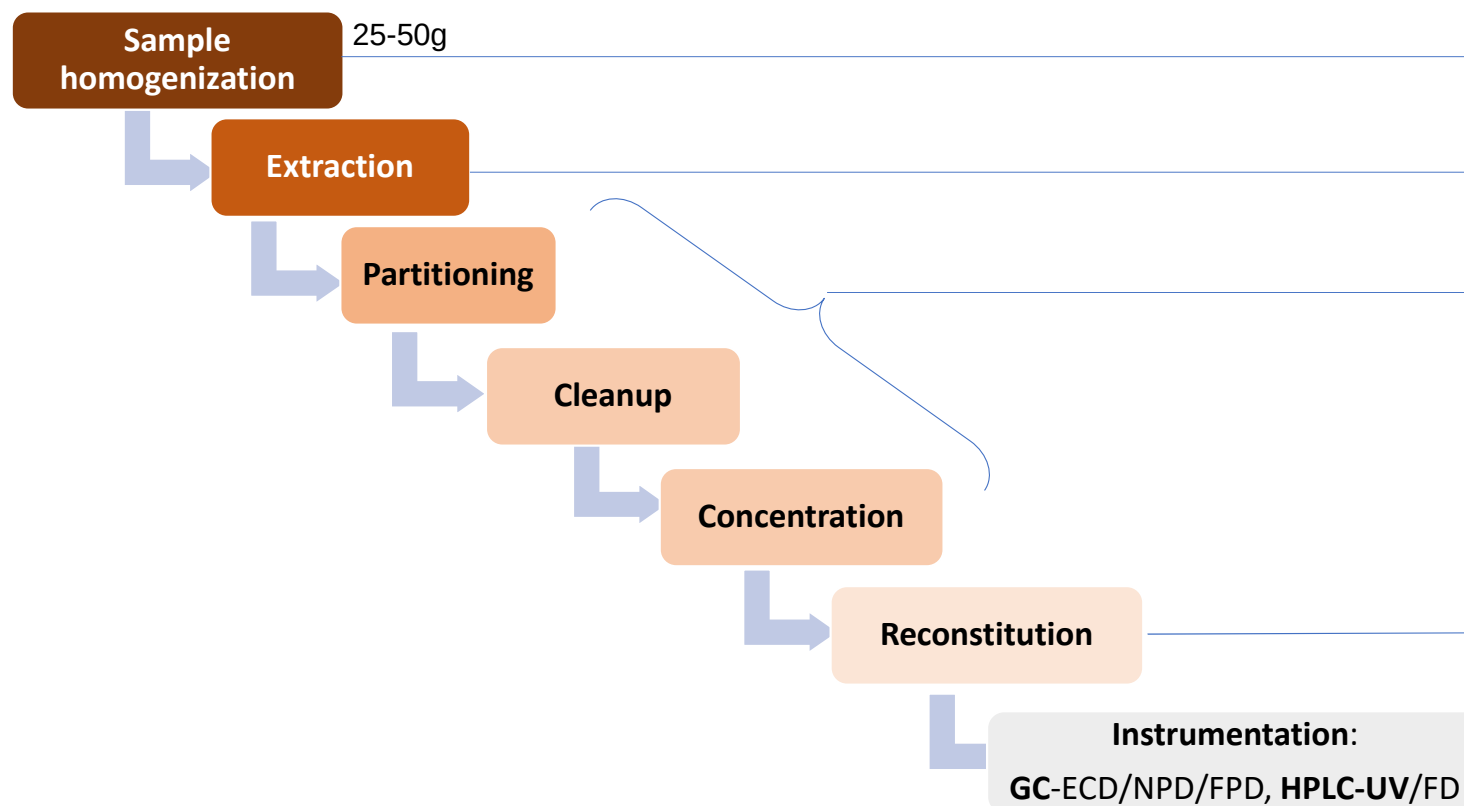 Sample
homogenization
25-50g
Extraction
Partitioning
Cleanup
Concentration
Reconstitution
Instrumentation:
GC-ECD/NPD/FPD, HPLC-UV/FD